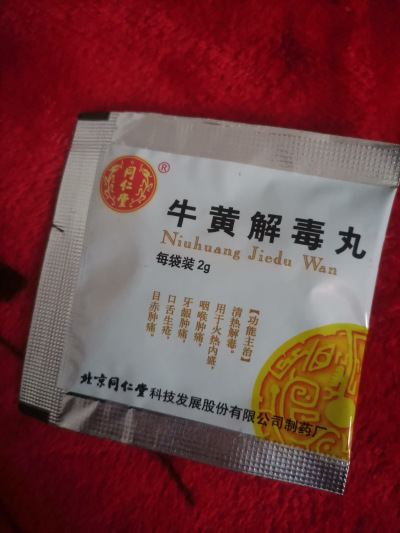 同仁堂
®
牛黄解毒丸
Niuhuang Jiedu Wan
每袋装2g
【功能主治】
清热解毒。
用于火热内盛,
咽喉肿痛,
牙龈肿痛,
口舌生疮,
目赤肿痛。
北京同仁堂科技发展股份有限公司制药厂